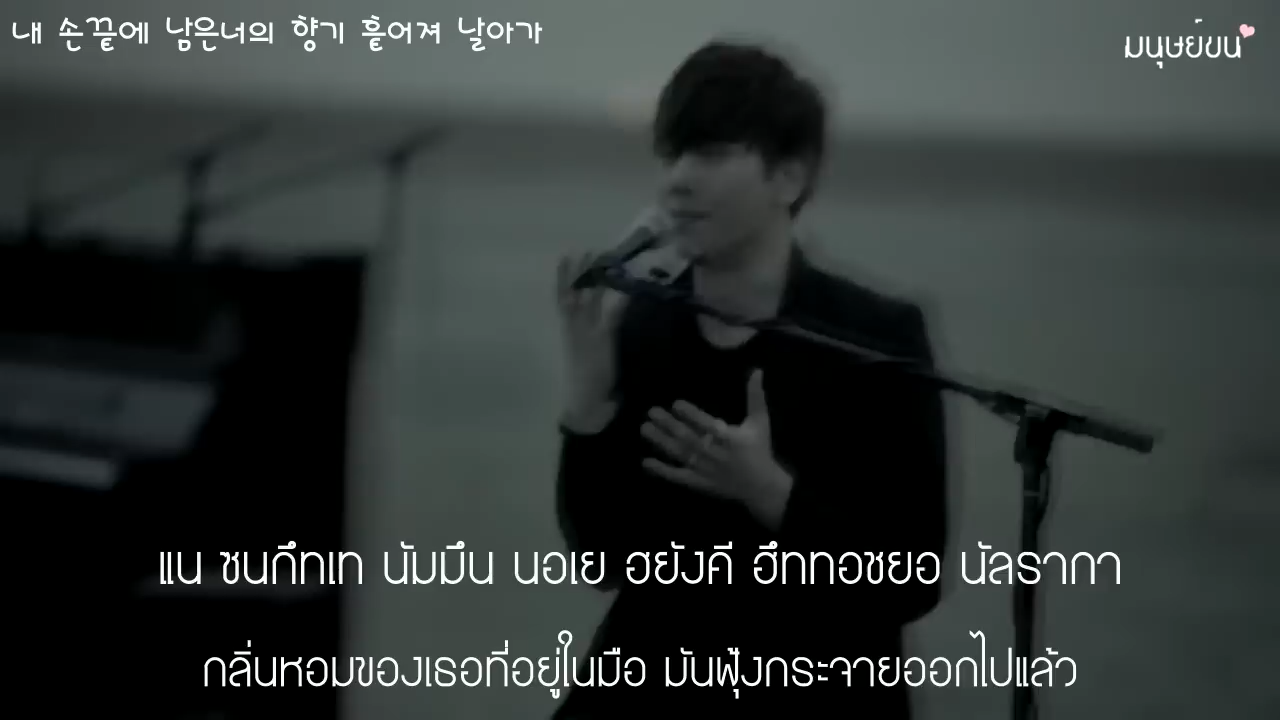 내 손끝에 남은너의 향기 흩어져 날아가
มนุษย์ขน
แน ซนกึทเท นัมมึน นอเย ฮยังคี ฮึททอชยอ นัลรากา
กลิ่นหอมของเธอที่อยู่ในมือ มันฟุ้งกระจายออกไปแล้ว